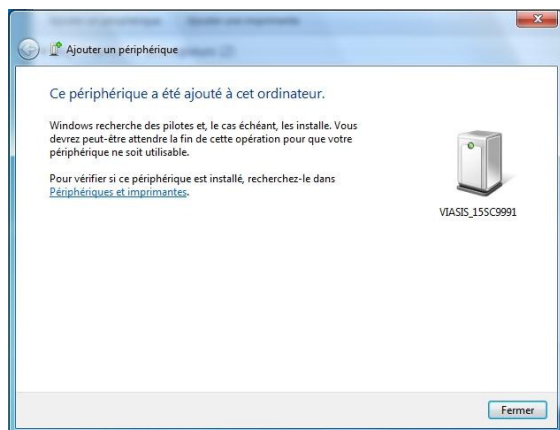 Ajouter un périphérique
Ce périphérique a été ajouté à cet ordinateur.
Windows recherche des pilotes et, le cas échéant, les installe. Vous
devrez peut-être attendre la fin de cette opération pour que votre
périphérique ne soit utilisable.
Pour vérifier si ce périphérique est installé, recherchez-le dans
Périphériques et imprimantes.
VIASIS_15SC9991
Fermer